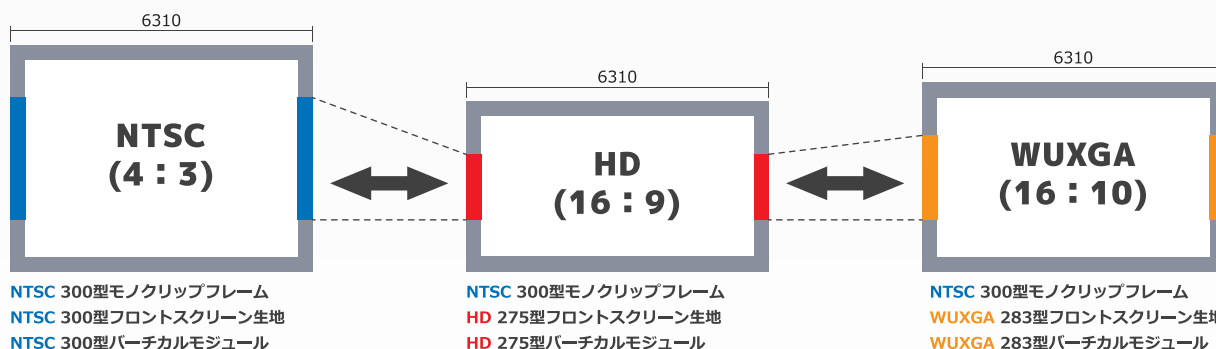 6310
NTSC
(4：3)
NTSC 300型モノクリップフレーム
NTSC 300型フロントスクリーン生地
NTSC 300型バーチカルモジュール
6310
HD
(16：9)
NTSC 300型モノクリップフレーム
HD 275型フロントスクリーン生地
HD 275型バーチカルモジュール
6310
WUXGA
(16：10)
NTSC 300型モノクリップフレーム
WUXGA 283型フロントスクリーン生地
WUXGA 283型バーチカルモジュール